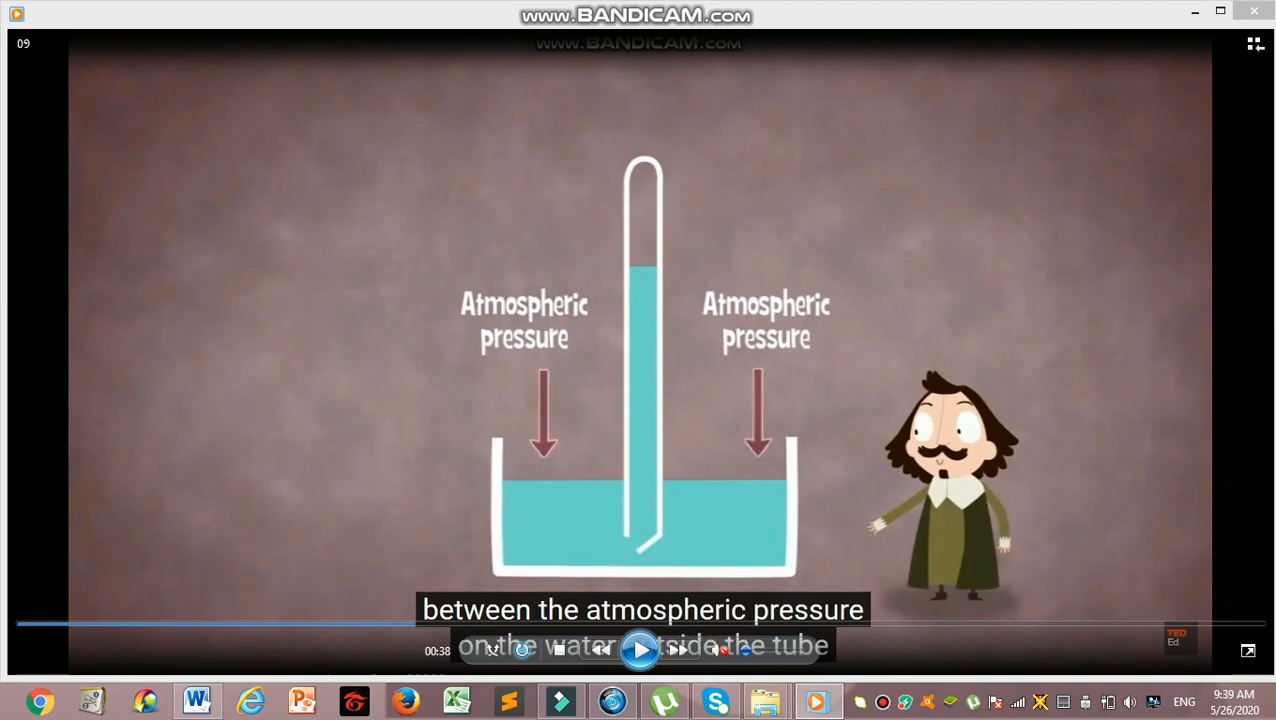 www.BANDICAM.com
www.BANDICAM.com
09
Atmospheric
pressure
Atmospheric
pressure
between the atmospheric pressure
on the water outside the tube
TED
Ed
00:38
ENG
9:39 AM
5/26/2020